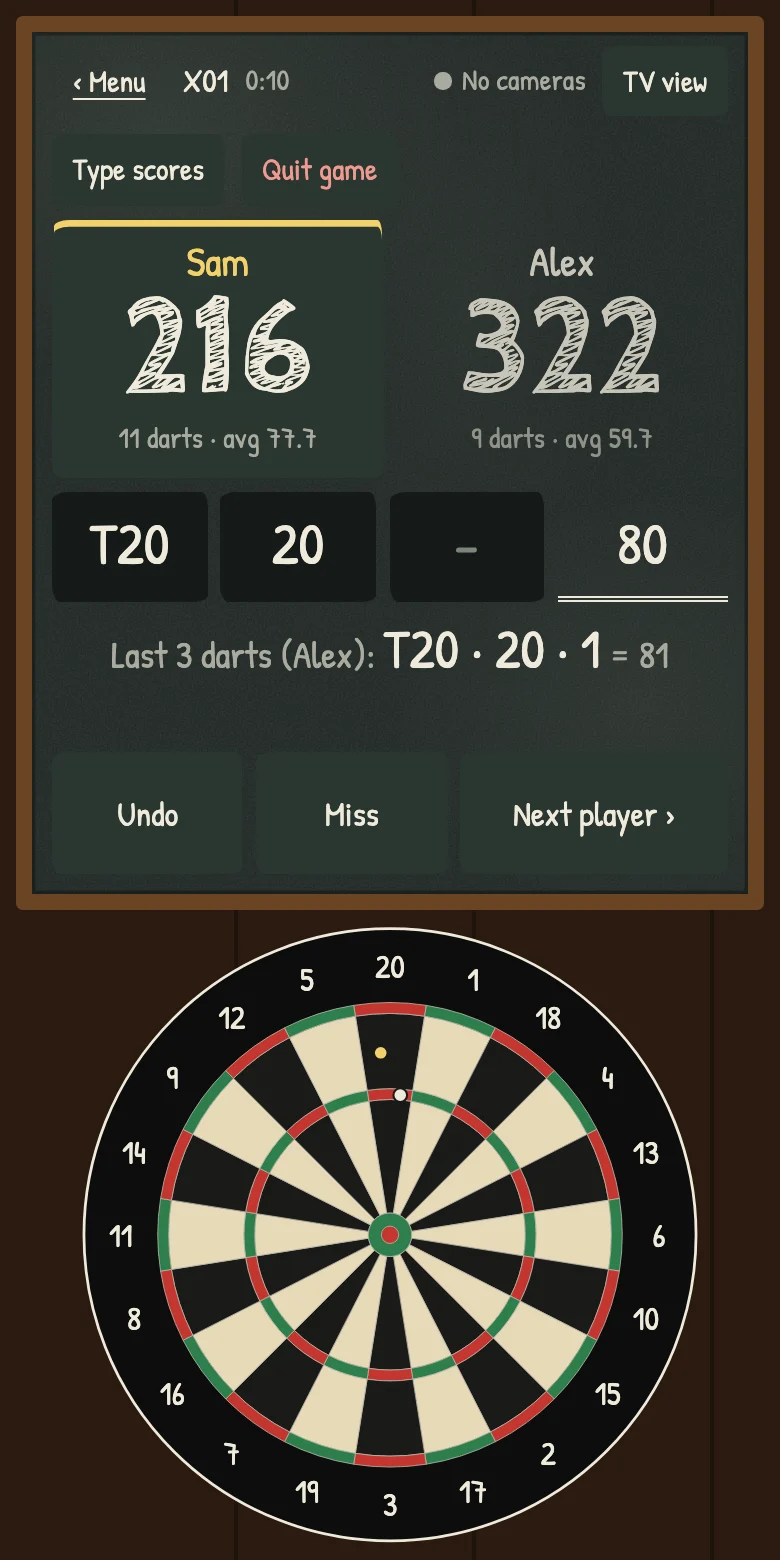 ‹ Menu X01 0:10 No cameras TV view
Type scores Quit game
Sam Alex
216 322
11 darts · avg 77.7 9 darts · avg 59.7
T20 20 – 80
Last 3 darts (Alex): T20 · 20 · 1 = 81
Undo Miss Next player ›
20
5 1
12 18
9 4
14 13
11 6
8 10
16 15
7 2
19 17
3